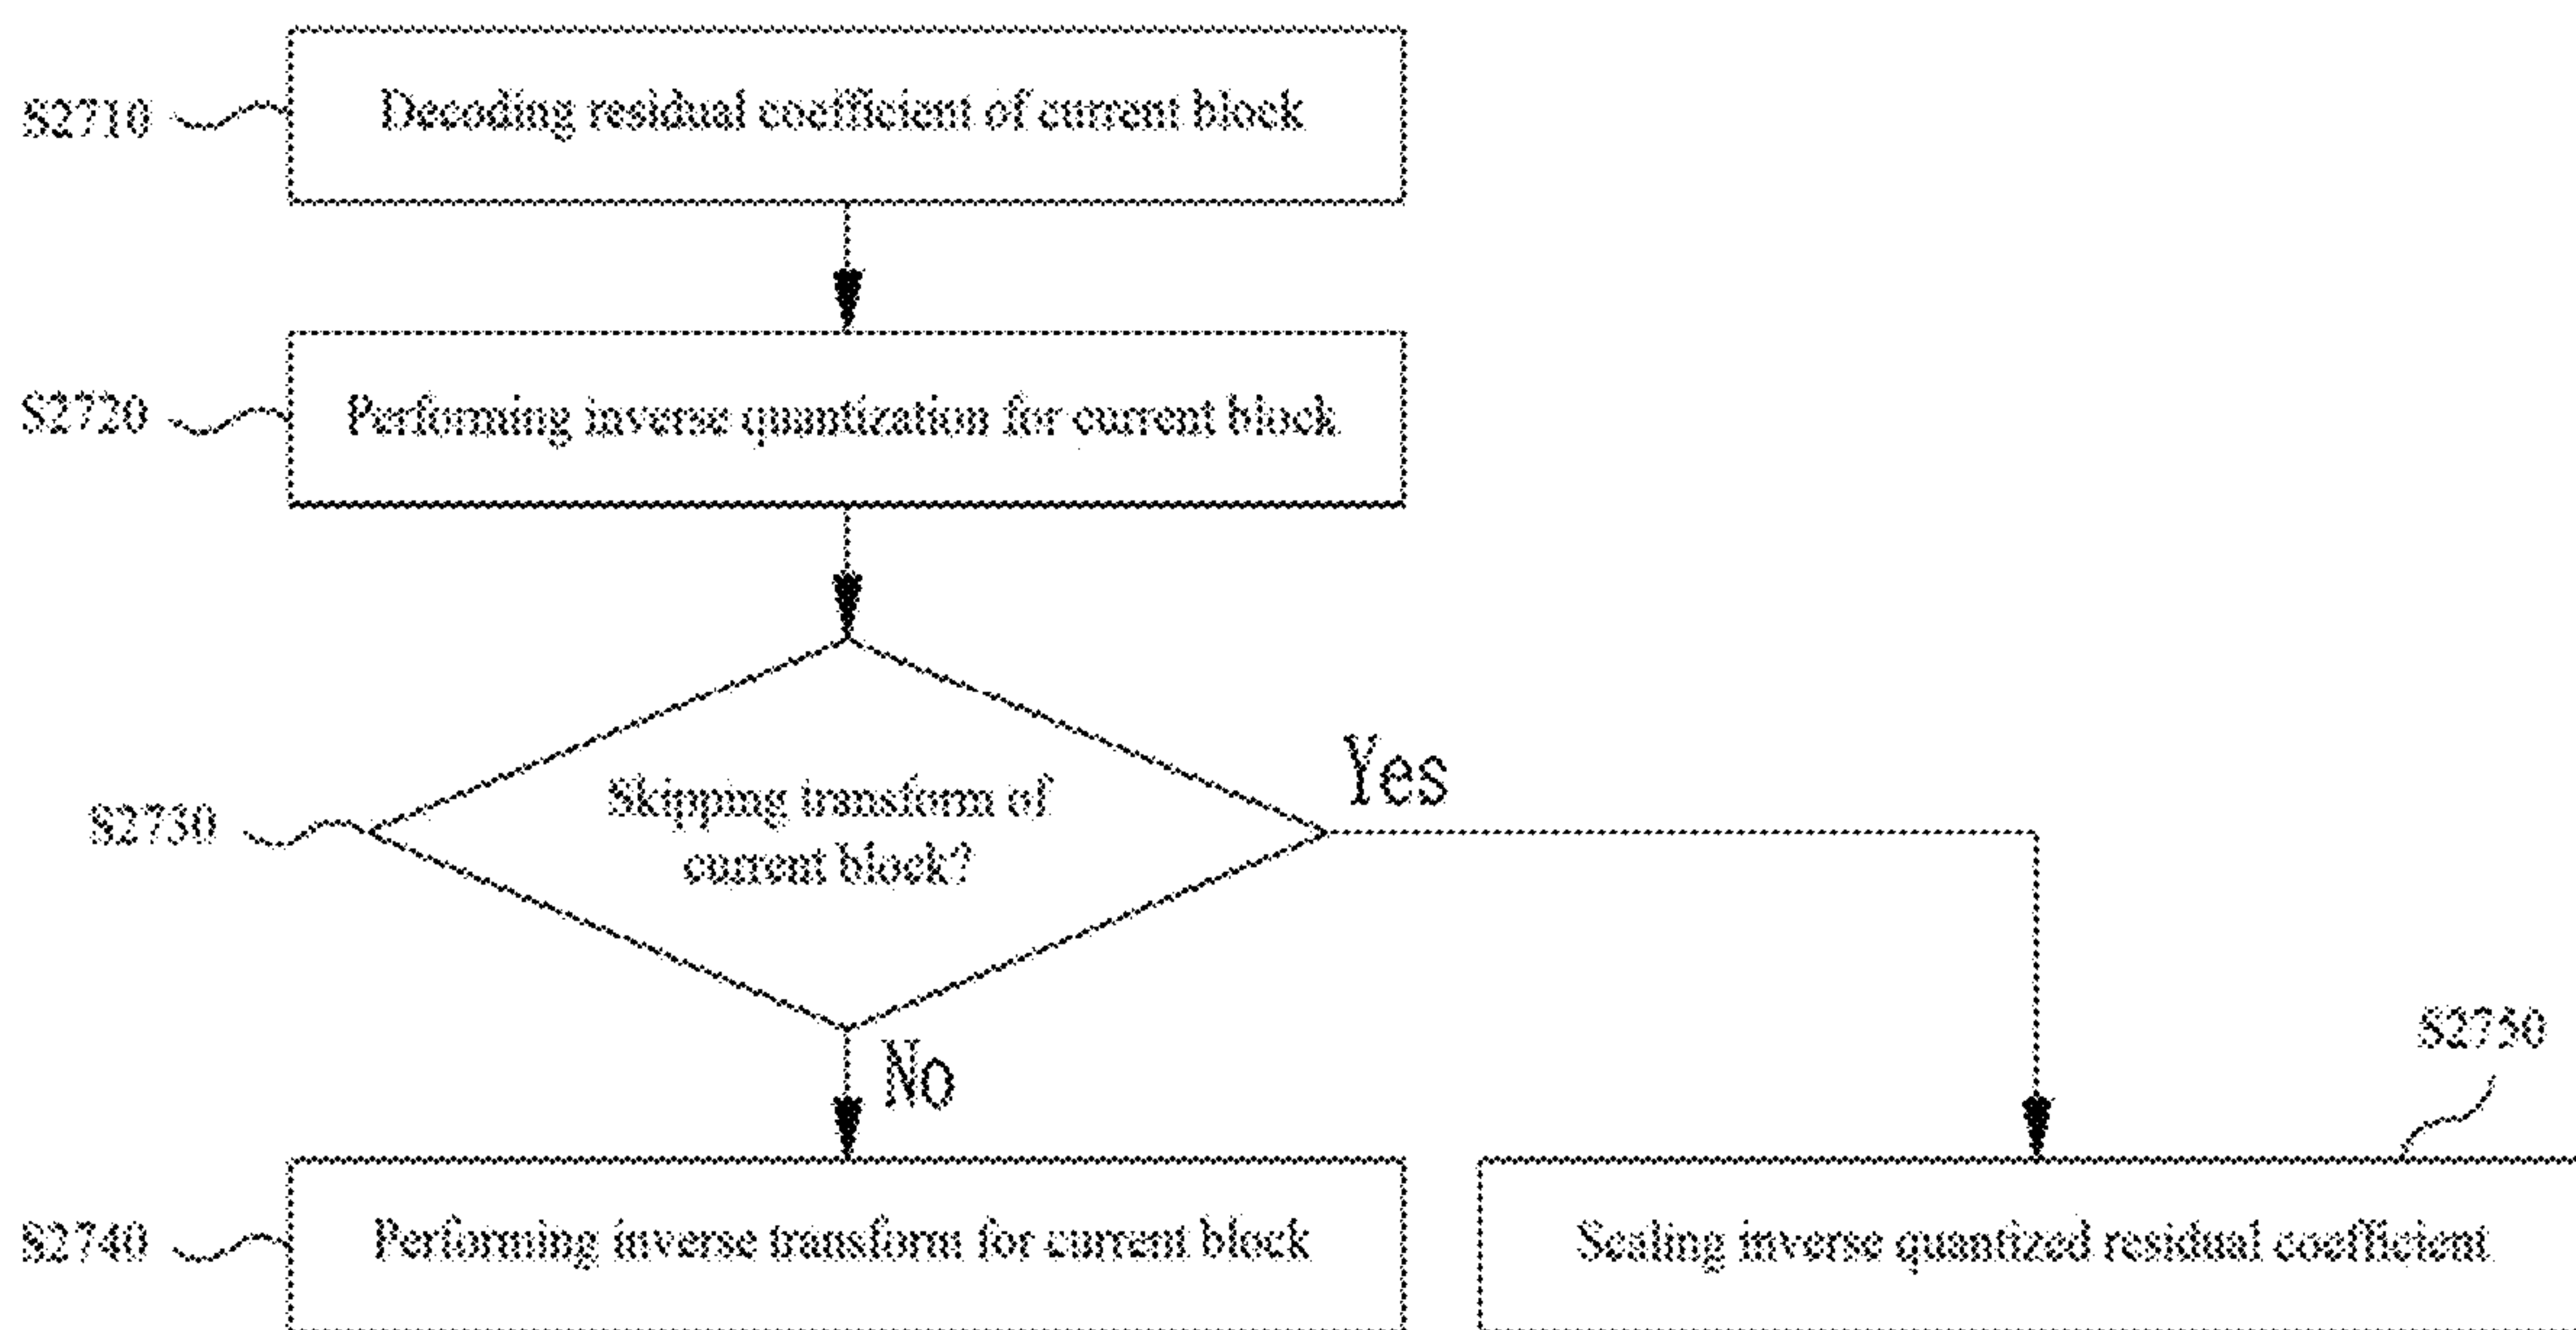 S2710
Decoding residual coefficient of current block
S2720
Performing inverse quantization for current block
S2730
Skipping transform of
current block?
Yes
No
S2750
S2740
Performing inverse transform for current block
Scaling inverse quantized residual coefficient